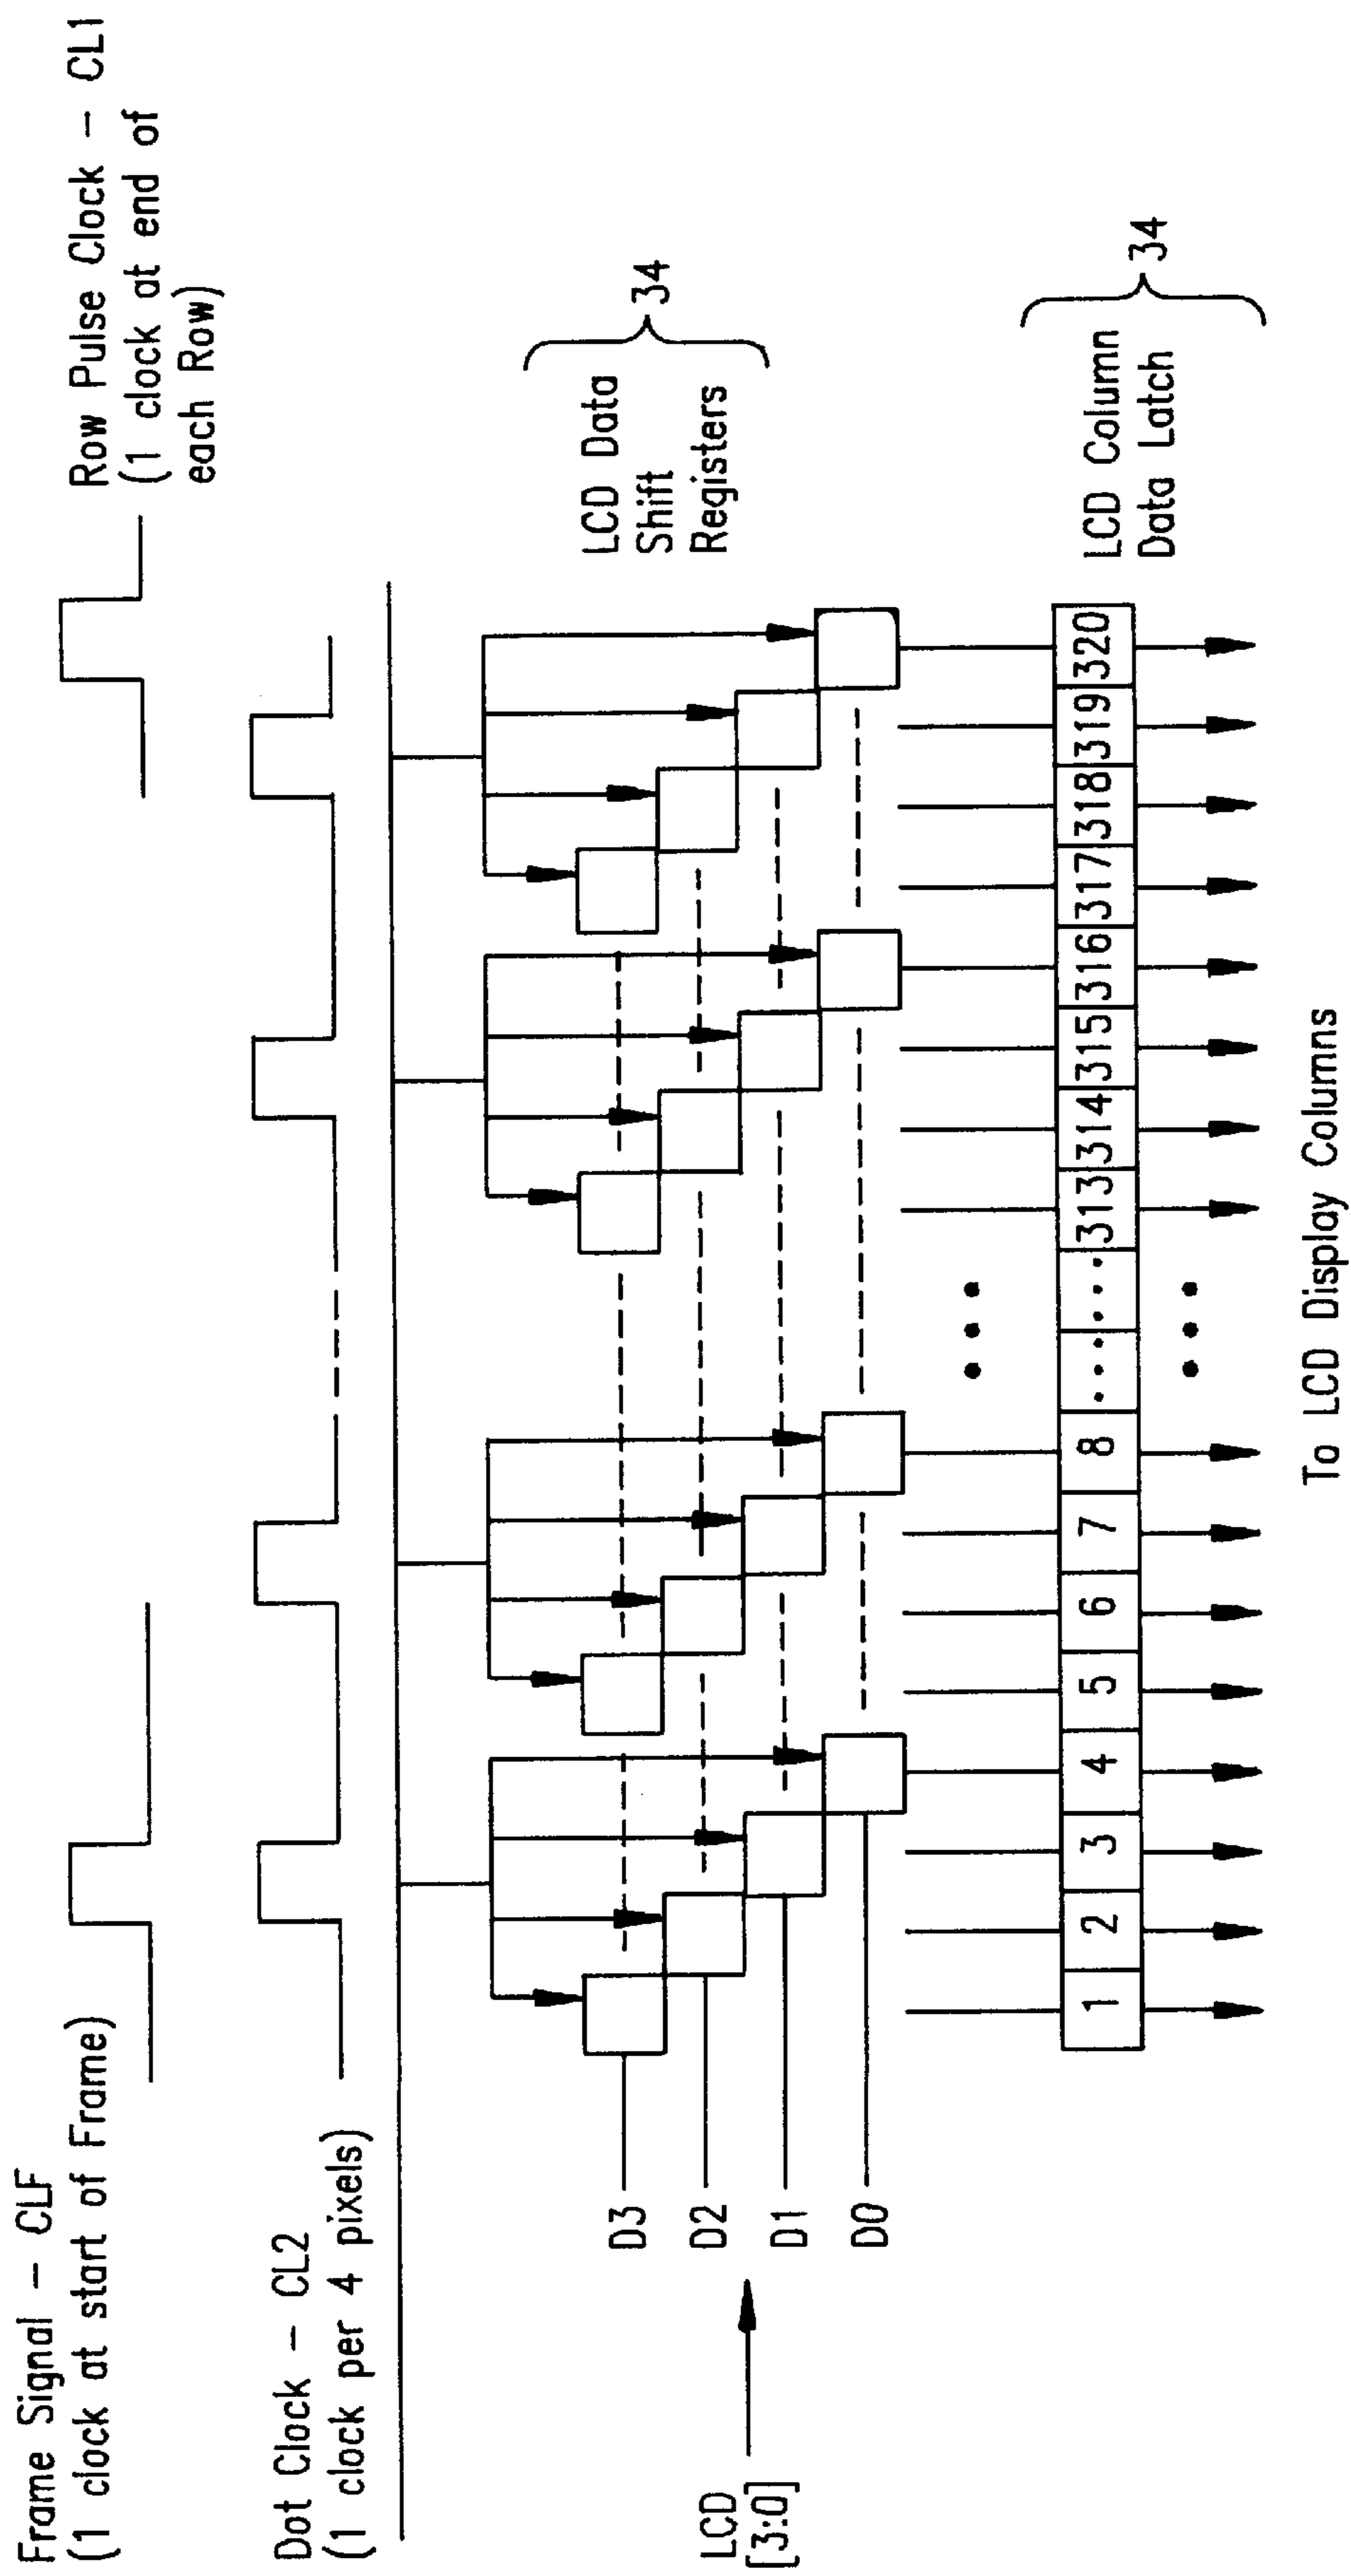 Frame Signal – CLF
(1 clock at start of Frame)
Row Pulse Clock – CL1
(1 clock at end of
each Row)
Dot Clock – CL2
(1 clock per 4 pixels)
LCD
[3:0]
D3
D2
D1
D0
LCD Data
Shift
Registers
34
1 2 3 4 5 6 7 8 ..... ..... 313 314 315 316 317 318 319 320
LCD Column
Data Latch
34
To LCD Display Columns